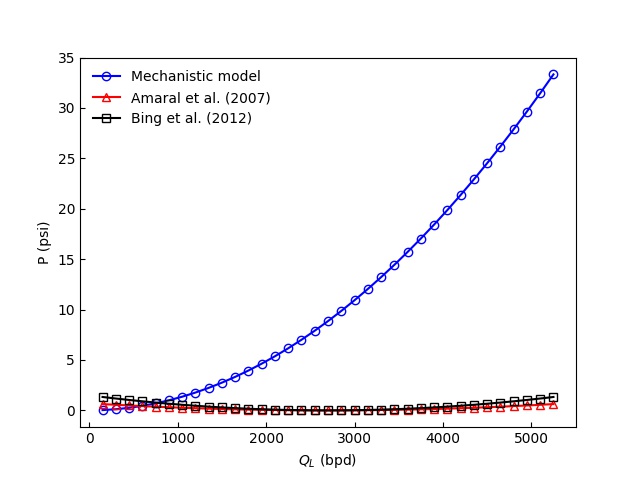 35
30
25
20
15
10
5
0
P (psi)
Mechanistic model
Amaral et al. (2007)
Bing et al. (2012)
0 1000 2000 3000 4000 5000
Q_L (bpd)